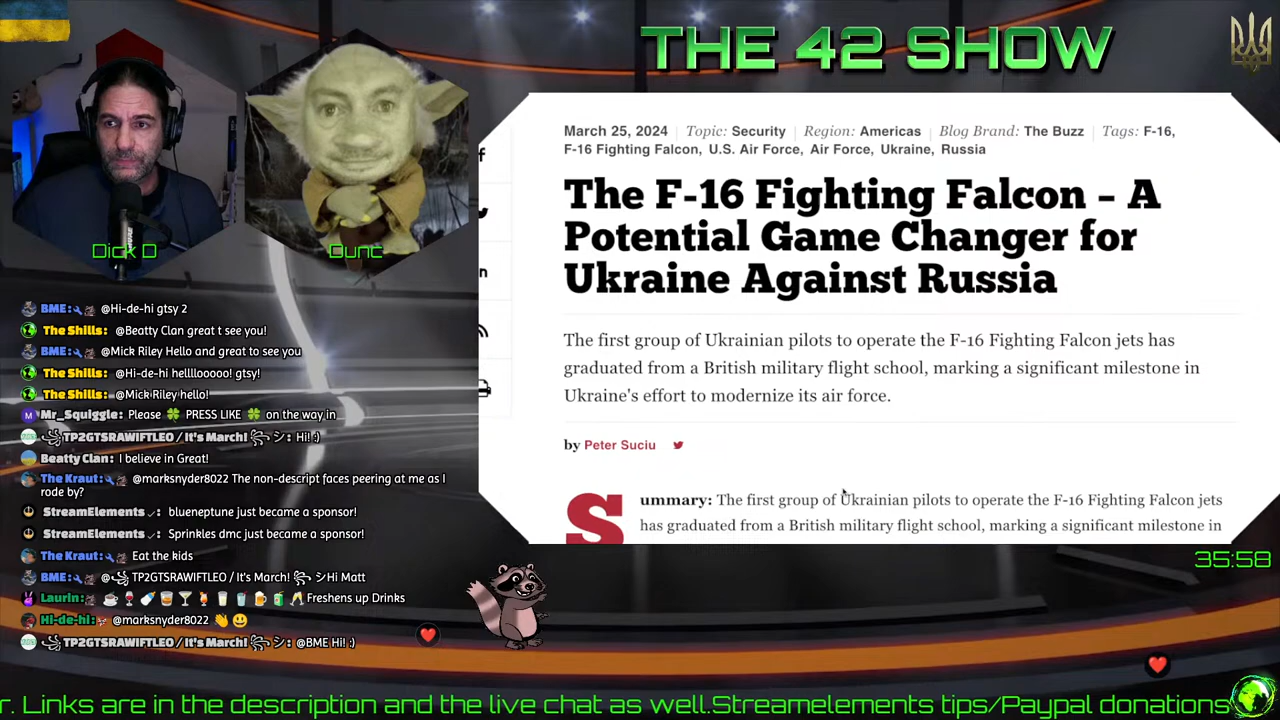 THE 42 SHOW
Dick D
Dunc
March 25, 2024 | Topic: Security | Region: Americas | Blog Brand: The Buzz | Tags: F-16,
F-16 Fighting Falcon, U.S. Air Force, Air Force, Ukraine, Russia
The F-16 Fighting Falcon – A
Potential Game Changer for
Ukraine Against Russia
The first group of Ukrainian pilots to operate the F-16 Fighting Falcon jets has
graduated from a British military flight school, marking a significant milestone in
Ukraine's effort to modernize its air force.
by Peter Suciu
Summary: The first group of Ukrainian pilots to operate the F-16 Fighting Falcon jets
has graduated from a British military flight school, marking a significant milestone in
BME: @Hi-de-hi gtsy 2
The Shills: @Beatty Clan great t see you!
BME: @Mick Riley Hello and great to see you
The Shills: @Hi-de-hi hellllooooo! gtsy!
The Shills: @Mick Riley hello!
M Mr_Squiggle: Please 🍀 PRESS LIKE 🍀 on the way in
꧁TP2GTSRAWIFTLEO / It's March! ꧂シ: Hi! :)
Beatty Clan: I believe in Great!
The Kraut: @marksnyder8022 The non-descript faces peering at me as I
rode by?
StreamElements ✓: blueneptune just became a sponsor!
StreamElements ✓: Sprinkles dmc just became a sponsor!
The Kraut: Eat the kids
BME: @꧁TP2GTSRAWIFTLEO / It's March! ꧂シHi Matt
Laurin: Freshens up Drinks
Hi-de-hi: @marksnyder8022 👋 😃
꧁TP2GTSRAWIFTLEO / It's March! ꧂シ: @BME Hi! :)
35:58
r. Links are in the description and the live chat as well.Streamelements tips/Paypal donations